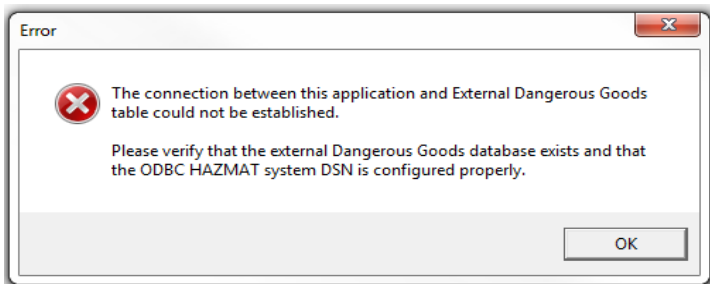 Error
The connection between this application and External Dangerous Goods
table could not be established.
Please verify that the external Dangerous Goods database exists and that
the ODBC HAZMAT system DSN is configured properly.
OK